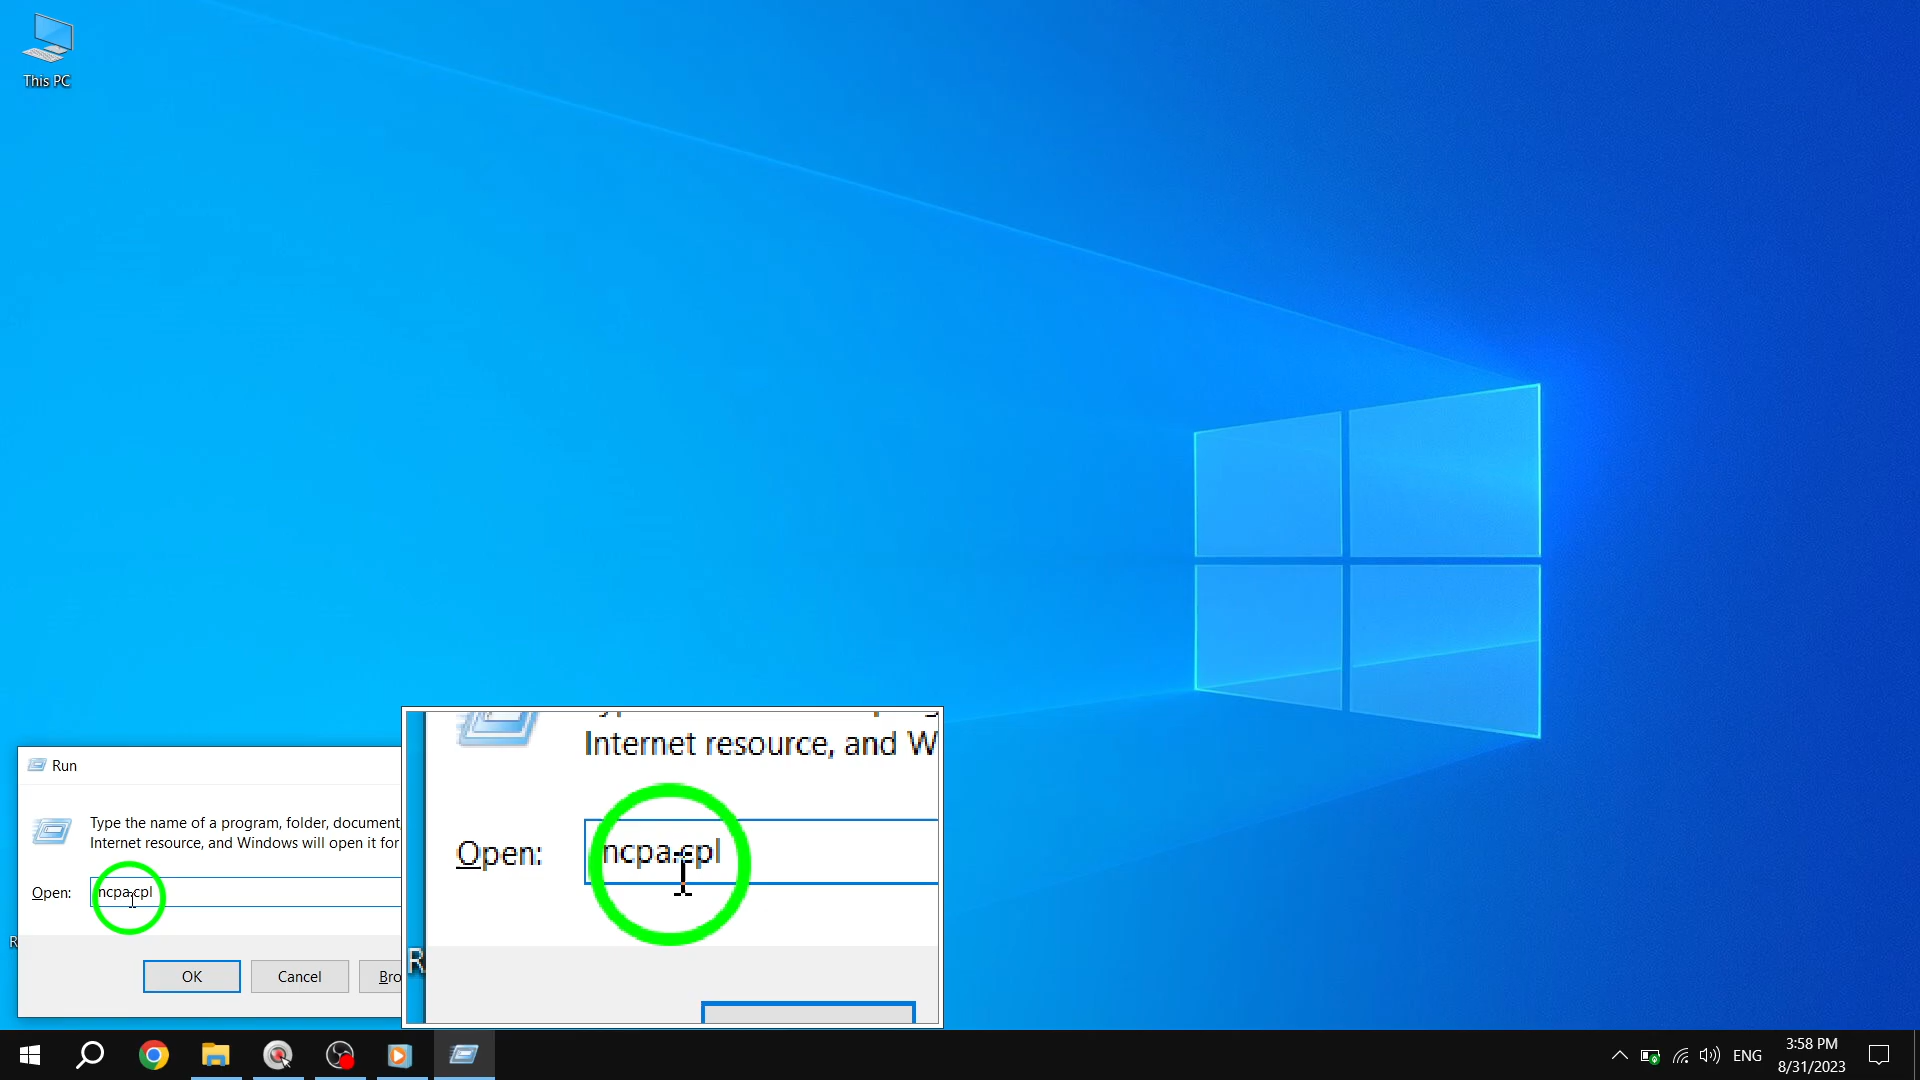 This PC
Run
Type the name of a program, folder, document,
Internet resource, and Windows will open it for
Open:
ncpa.cpl
OK
Cancel
Bro
R
Internet resource, and W
Open:
ncpa.cpl
R
ENG
3:58 PM
8/31/2023